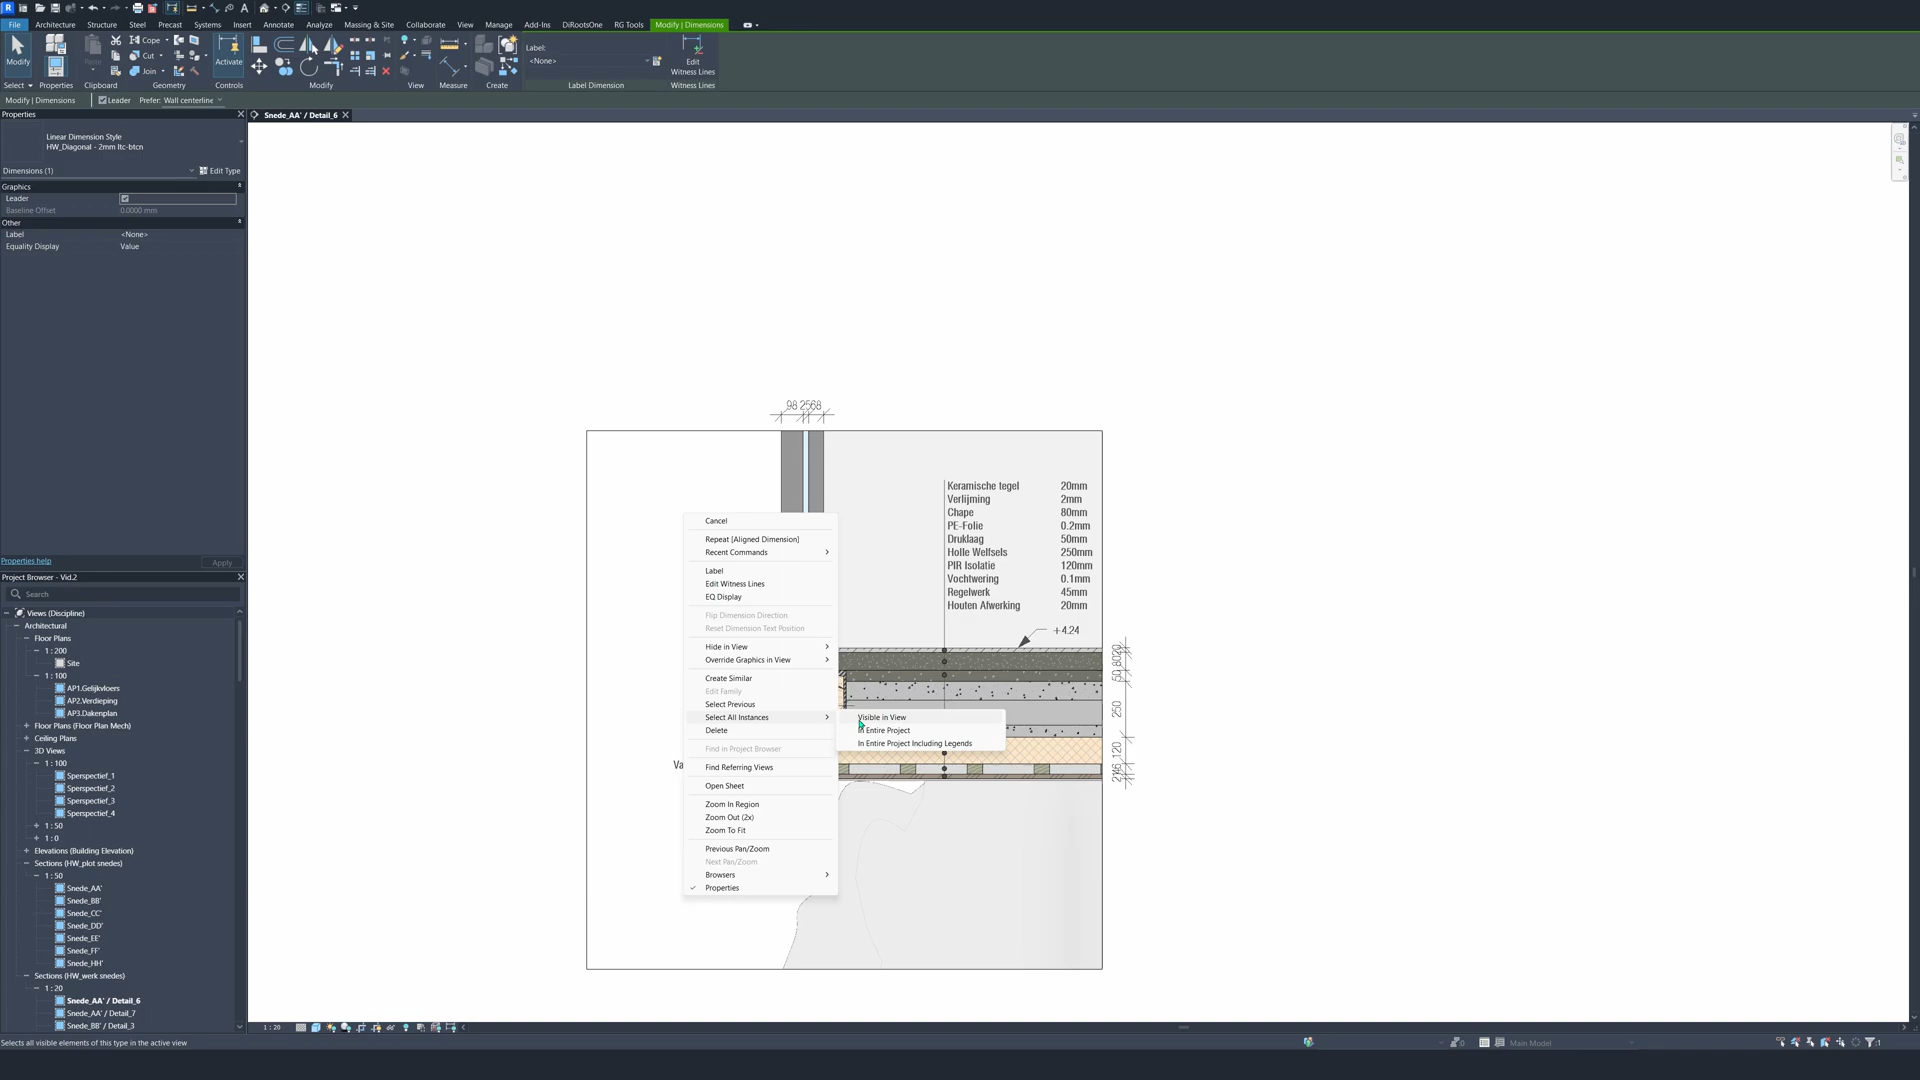 File Architecture Structure Steel Precast Systems Insert Annotate Analyze Massing & Site Collaborate View Manage Add-Ins DiRootsOne RG Tools Modify | Dimensions
Modify
Select
Properties
Cope
Cut
Join
Paste
Clipboard
Geometry
Activate
Controls
Modify
View
Measure
Create
Label:
<None>
Label Dimension
Edit
Witness Lines
Witness Lines
Modify | Dimensions
Leader
Prefer: Wall centerline
Properties
Linear Dimension Style
HW_Diagonal - 2mm ltc-btcn
Dimensions (1)
Edit Type
Graphics
Leader
Baseline Offset 0.0000 mm
Other
Label <None>
Equality Display Value
Properties help
Apply
Project Browser - Vid.2
Search
Views (Discipline)
Architectural
Floor Plans
1:200
Site
1:100
AP1.Gelijkvloers
AP2.Verdieping
AP3.Dakenplan
Floor Plans (Floor Plan Mech)
Ceiling Plans
3D Views
1:100
Sperspectief_1
Sperspectief_2
Sperspectief_3
Sperspectief_4
1:50
1:0
Elevations (Building Elevation)
Sections (HW_plot snedes)
1:50
Snede_AA'
Snede_BB'
Snede_CC'
Snede_DD'
Snede_EE'
Snede_FF'
Snede_HH'
Sections (HW_werk snedes)
1:20
Snede_AA' / Detail_6
Snede_AA' / Detail_7
Snede_BB' / Detail_3
Snede_AA' / Detail_6
98 2568
Keramische tegel 20mm
Verlijming 2mm
Chape 80mm
PE-Folie 0.2mm
Druklaag 50mm
Holle Welfsels 250mm
PIR Isolatie 120mm
Vochtwering 0.1mm
Regelwerk 45mm
Houten Afwerking 20mm
+4.24
50 8020
250
120
Va
Cancel
Repeat [Aligned Dimension]
Recent Commands
Label
Edit Witness Lines
EQ Display
Flip Dimension Direction
Reset Dimension Text Position
Hide in View
Override Graphics in View
Create Similar
Edit Family
Select Previous
Select All Instances
Delete
Find in Project Browser
Find Referring Views
Open Sheet
Zoom In Region
Zoom Out (2x)
Zoom To Fit
Previous Pan/Zoom
Next Pan/Zoom
Browsers
Properties
Visible in View
In Entire Project
In Entire Project Including Legends
1 : 20
Selects all visible elements of this type in the active view
:0
Main Model
:1